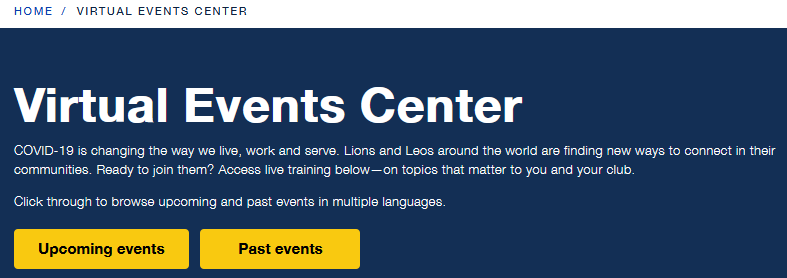 HOME / VIRTUAL EVENTS CENTER
Virtual Events Center
COVID-19 is changing the way we live, work and serve. Lions and Leos around the world are finding new ways to connect in their
communities. Ready to join them? Access live training below—on topics that matter to you and your club.
Click through to browse upcoming and past events in multiple languages.
Upcoming events Past events